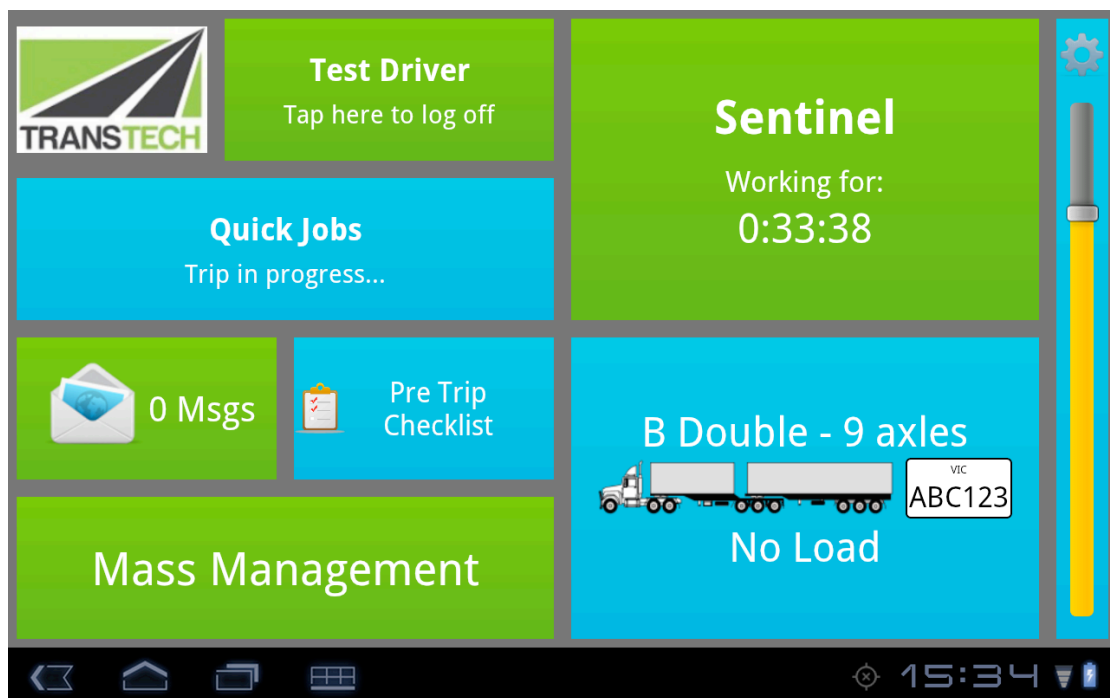 TRANSTECH
Test Driver
Tap here to log off
Sentinel
Working for:
0:33:38
Quick Jobs
Trip in progress...
0 Msgs
Pre Trip
Checklist
B Double - 9 axles
VIC
ABC123
No Load
Mass Management
15:34